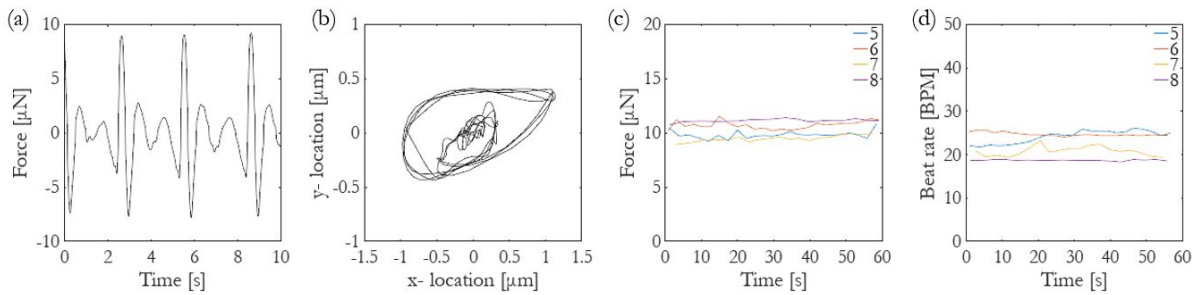 (a)
Force [μN]
10
5
0
-5
-10
0 2 4 6 8 10
Time [s]
(b)
y- location [μm]
1
0.5
0
-0.5
-1
-1.5 -1 -0.5 0 0.5 1 1.5
x- location [μm]
(c)
Force [μN]
20
15
10
5
0
0 10 20 30 40 50 60
Time [s]
5
6
7
8
(d)
Beat rate [BPM]
50
40
30
20
10
0
0 10 20 30 40 50 60
Time [s]
5
6
7
8